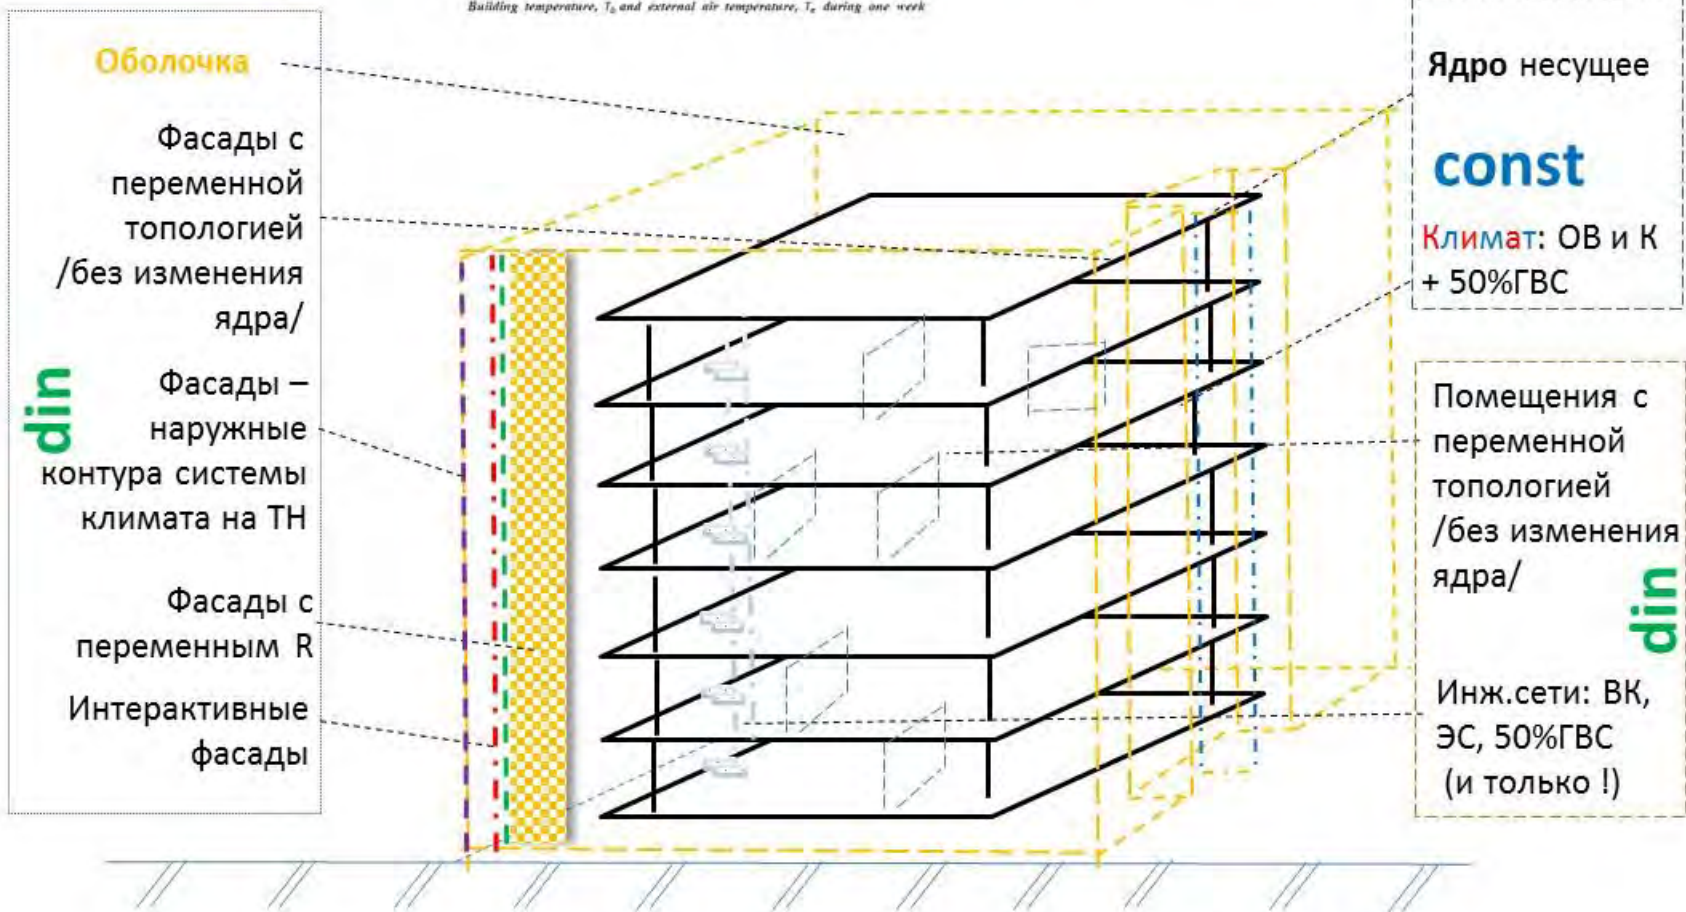 Building temperature, Tb and external air temperature, Te during one week
Оболочка
Фасады с
переменной
топологией
/без изменения
ядра/
din
Фасады –
наружные
контура системы
климата на ТН
Фасады с
переменным R
Интерактивные
фасады
Ядро несущее
const
Климат: ОВ и К
+ 50%ГВС
Помещения с
переменной
топологией
/без изменения
ядра/
din
Инж.сети: ВК,
ЭС, 50%ГВС
(и только !)